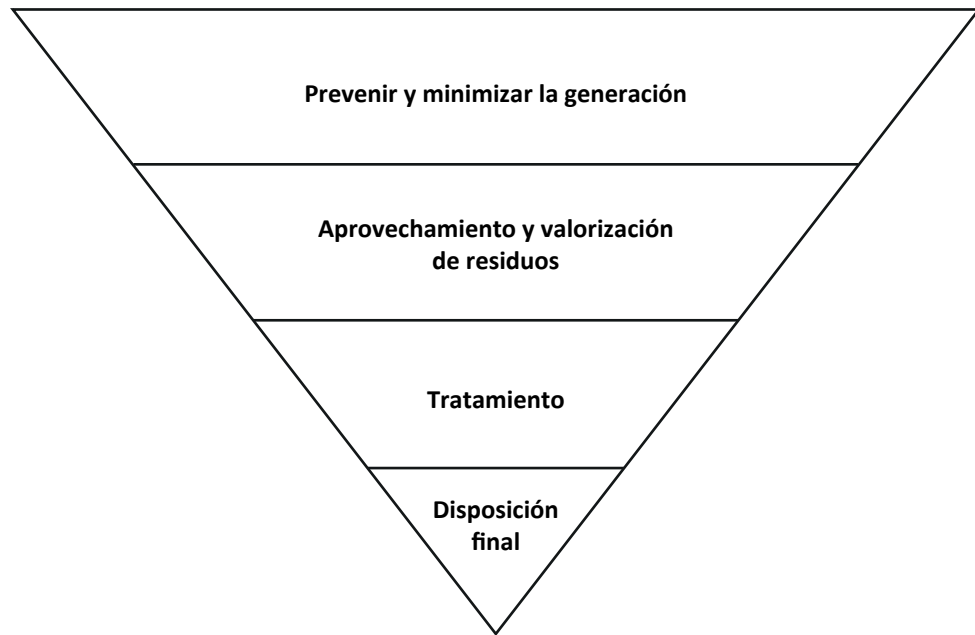 Prevenir y minimizar la generación
Aprovechamiento y valorización
de residuos
Tratamiento
Disposición
final